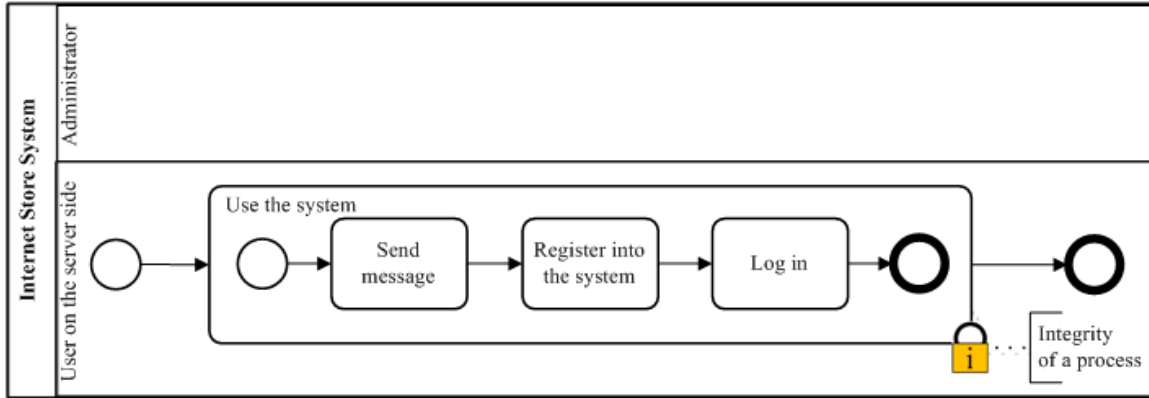 Internet Store System
Administrator
User on the server side
Use the system
Send
message
Register into
the system
Log in
i
Integrity
of a process